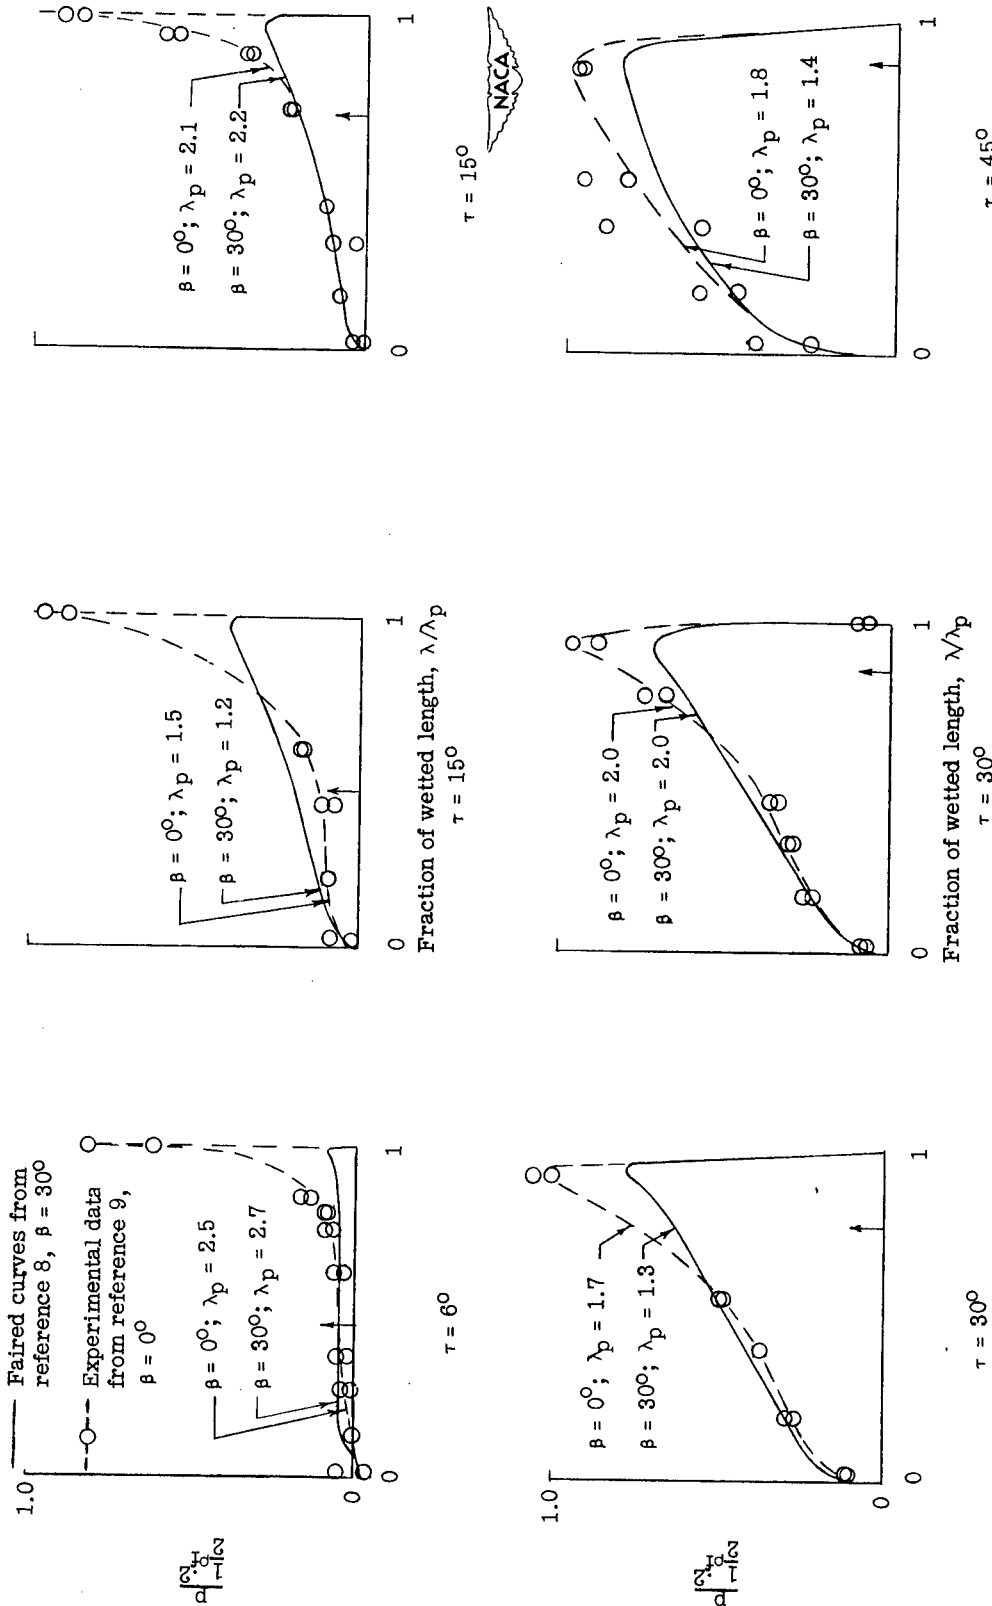 Faired curves from
reference 8, β = 30°
Experimental data
from reference 9,
β = 0°
1.0
0
p
β = 0°; λp = 2.5
β = 30°; λp = 2.7
0
1
τ = 6°
β = 0°; λp = 1.5
β = 30°; λp = 1.2
0
1
Fraction of wetted length, λ/λp
τ = 15°
β = 0°; λp = 2.1
β = 30°; λp = 2.2
0
1
τ = 15°
NACA
1.0
0
p
β = 0°; λp = 1.7
β = 30°; λp = 1.3
0
1
τ = 30°
β = 0°; λp = 2.0
β = 30°; λp = 2.0
0
1
Fraction of wetted length, λ/λp
τ = 30°
β = 0°; λp = 1.8
β = 30°; λp = 1.4
0
1
τ = 45°